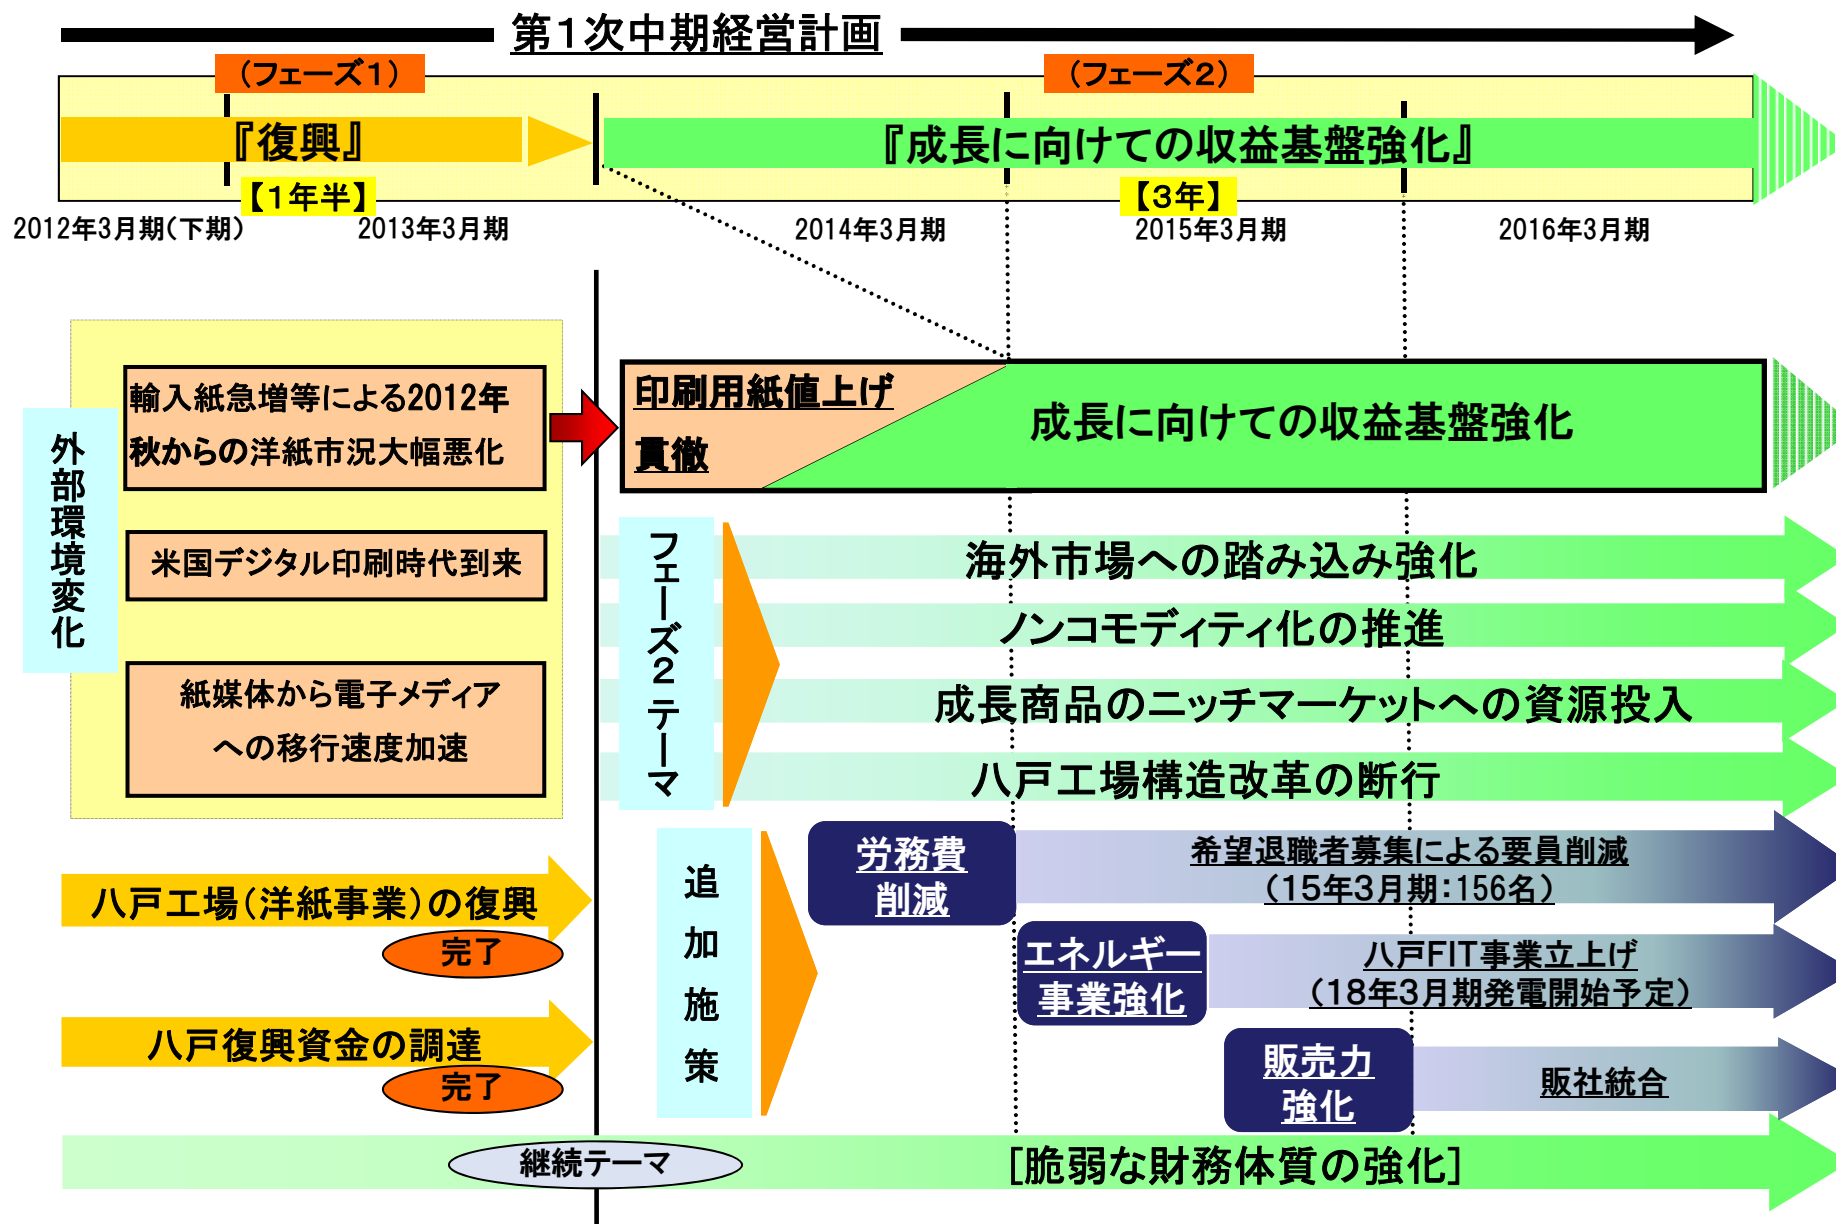 第1次中期経営計画
(フェーズ1)
(フェーズ2)
『復興』
『成長に向けての収益基盤強化』
【1年半】
【3年】
2012年3月期(下期)
2013年3月期
2014年3月期
2015年3月期
2016年3月期
外部環境変化
輸入紙急増等による2012年
秋からの洋紙市況大幅悪化
米国デジタル印刷時代到来
紙媒体から電子メディア
への移行速度加速
印刷用紙値上げ
貫徹
成長に向けての収益基盤強化
フェーズ2 テーマ
海外市場への踏み込み強化
ノンコモディティ化の推進
成長商品のニッチマーケットへの資源投入
八戸工場構造改革の断行
八戸工場(洋紙事業)の復興
完了
八戸復興資金の調達
完了
追加施策
労務費
削減
希望退職者募集による要員削減
(15年3月期:156名)
エネルギー
事業強化
八戸FIT事業立上げ
(18年3月期発電開始予定)
販売力
強化
販社統合
継続テーマ
[脆弱な財務体質の強化]